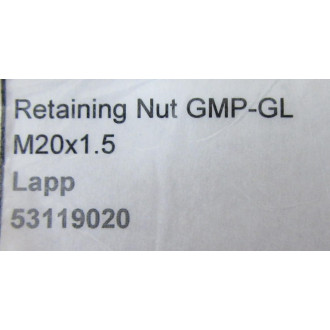 Retaining Nut GMP-GL
M20x1.5
Lapp
53119020